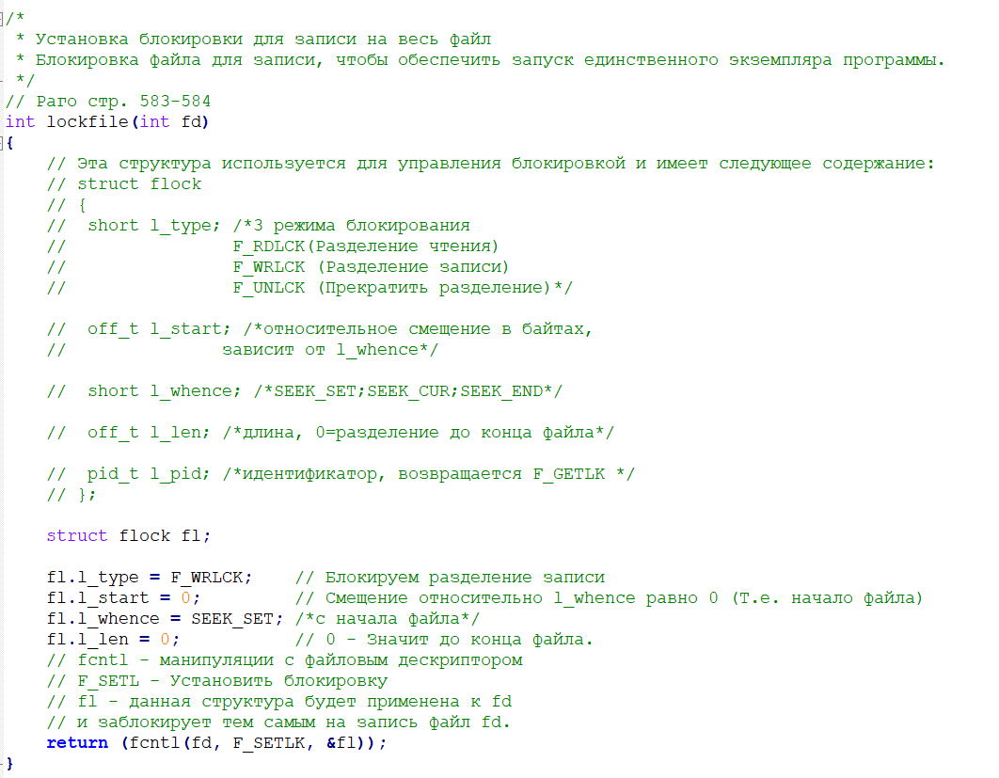 /*
 * Установка блокировки для записи на весь файл
 * Блокировка файла для записи, чтобы обеспечить запуск единственного экземпляра программы.
 */
// Раго стр. 583-584
int lockfile(int fd)
{
    // Эта структура используется для управления блокировкой и имеет следующее содержание:
    // struct flock
    // {
    //  short l_type; /*3 режима блокирования
    //                F_RDLCK(Разделение чтения)
    //                F_WRLCK (Разделение записи)
    //                F_UNLCK (Прекратить разделение)*/
    //  off_t l_start; /*относительное смещение в байтах,
    //               зависит от l_whence*/
    //  short l_whence; /*SEEK_SET;SEEK_CUR;SEEK_END*/
    //  off_t l_len; /*длина, 0=разделение до конца файла*/
    //  pid_t l_pid; /*идентификатор, возвращается F_GETLK */
    // };
    struct flock fl;
    fl.l_type = F_WRLCK;    // Блокируем разделение записи
    fl.l_start = 0;         // Смещение относительно l_whence равно 0 (Т.е. начало файла)
    fl.l_whence = SEEK_SET; /*с начала файла*/
    fl.l_len = 0;           // 0 - Значит до конца файла.
    // fcntl - манипуляции с файловым дескриптором
    // F_SETL - Установить блокировку
    // fl - данная структура будет применена к fd
    // и заблокирует тем самым на запись файл fd.
    return (fcntl(fd, F_SETLK, &fl));
}